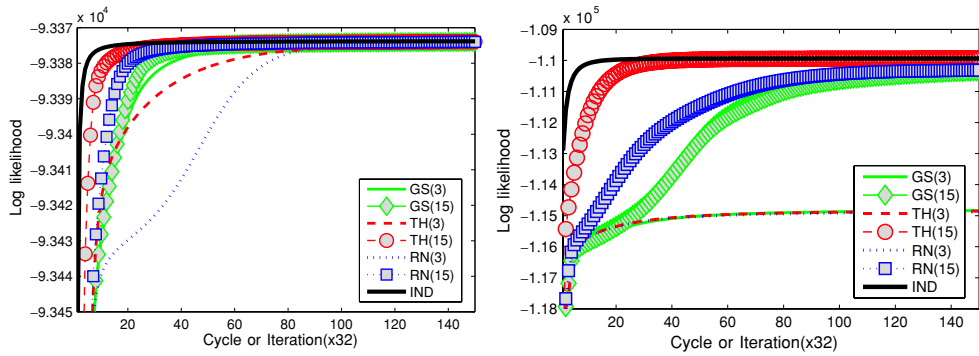 x 10⁴
−9.337
−9.338
−9.339
−9.34
−9.341
−9.342
−9.343
−9.344
−9.345
Log likelihood
20 40 60 80 100 120 140
Cycle or Iteration(x32)
GS(3)
GS(15)
TH(3)
TH(15)
RN(3)
RN(15)
IND
x 10⁵
−1.09
−1.1
−1.11
−1.12
−1.13
−1.14
−1.15
−1.16
−1.17
−1.18
Log likelihood
20 40 60 80 100 120 140
Cycle or Iteration(x32)
GS(3)
GS(15)
TH(3)
TH(15)
RN(3)
RN(15)
IND